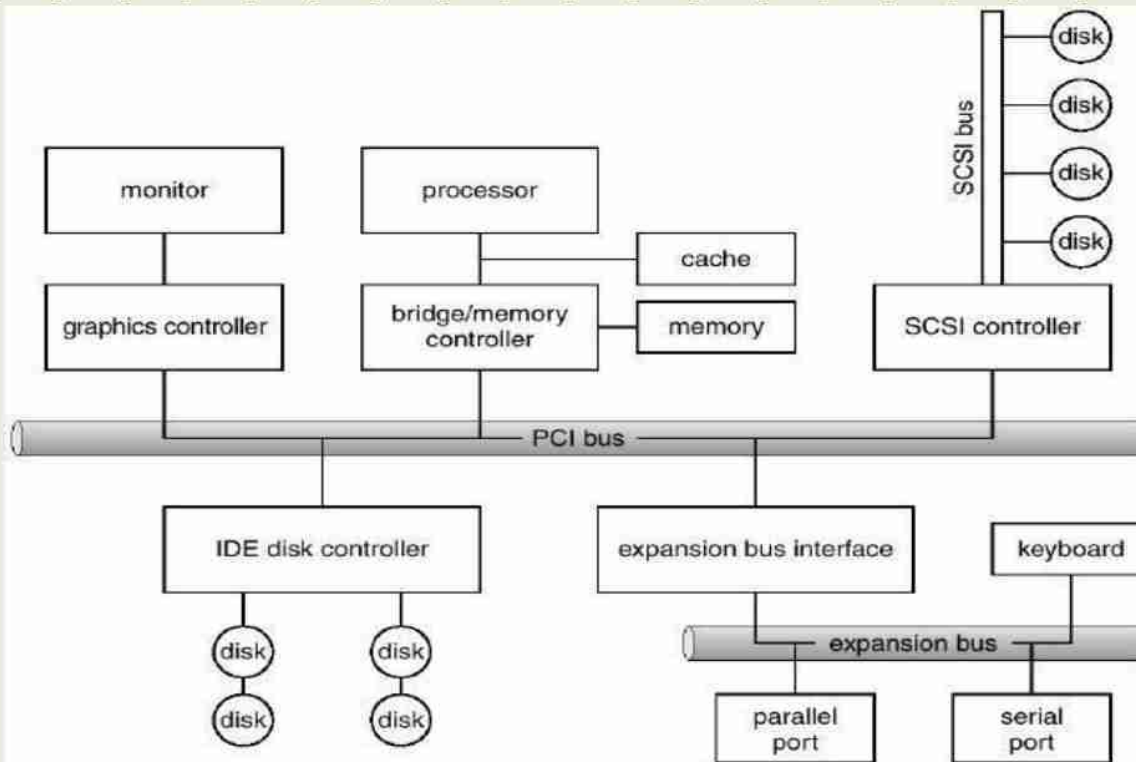 disk
disk
disk
disk
SCSI bus
monitor
processor
cache
graphics controller
bridge/memory
controller
memory
SCSI controller
PCI bus
IDE disk controller
expansion bus interface
keyboard
disk
disk
expansion bus
disk
disk
parallel
port
serial
port